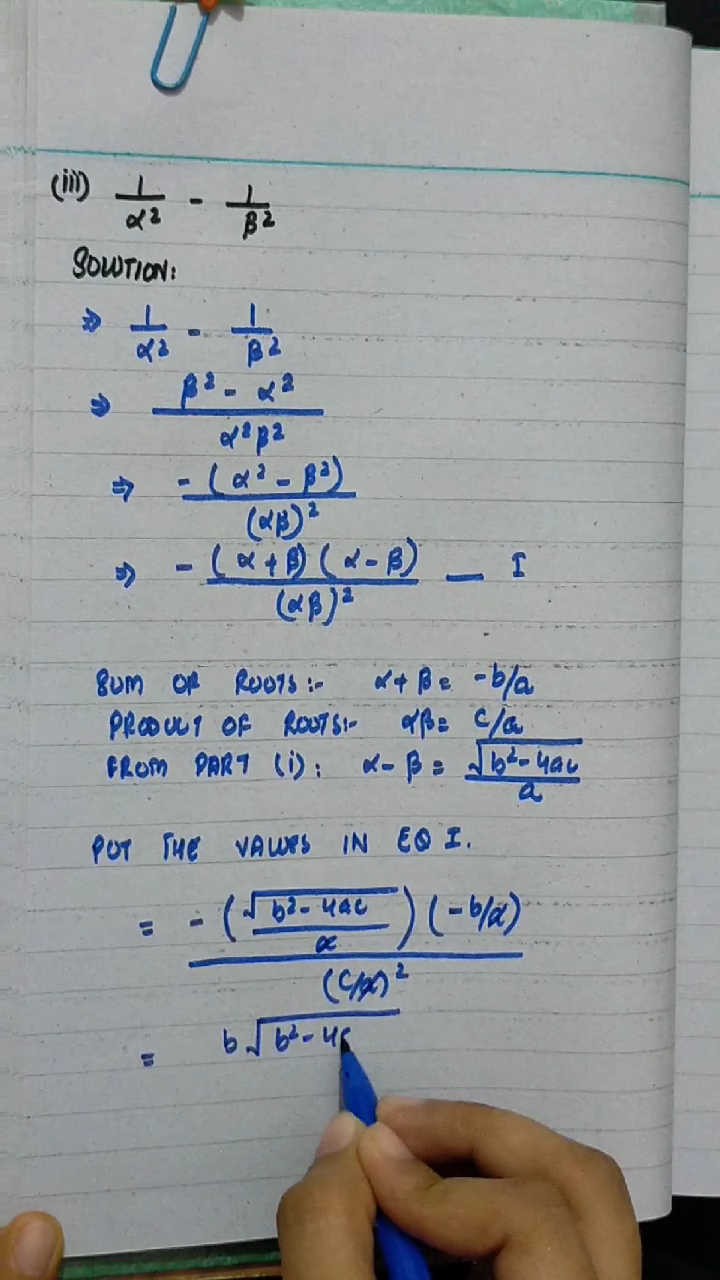 (iii) 1/α² - 1/β²
SOLUTION:
⇒ 1/α² - 1/β²
⇒ β² - α² / α²β²
⇒ -(α² - β²) / (αβ)²
⇒ -(α + β)(α - β) / (αβ)² — I
SUM OF ROOTS:- α + β = -b/a
PRODUCT OF ROOTS:- αβ = c/a
FROM PART (i): α - β = √b² - 4ac / a
PUT THE VALUES IN EQ I.
= -(√b² - 4ac / a)(-b/a) / (c/a)²
= b√b² - 4